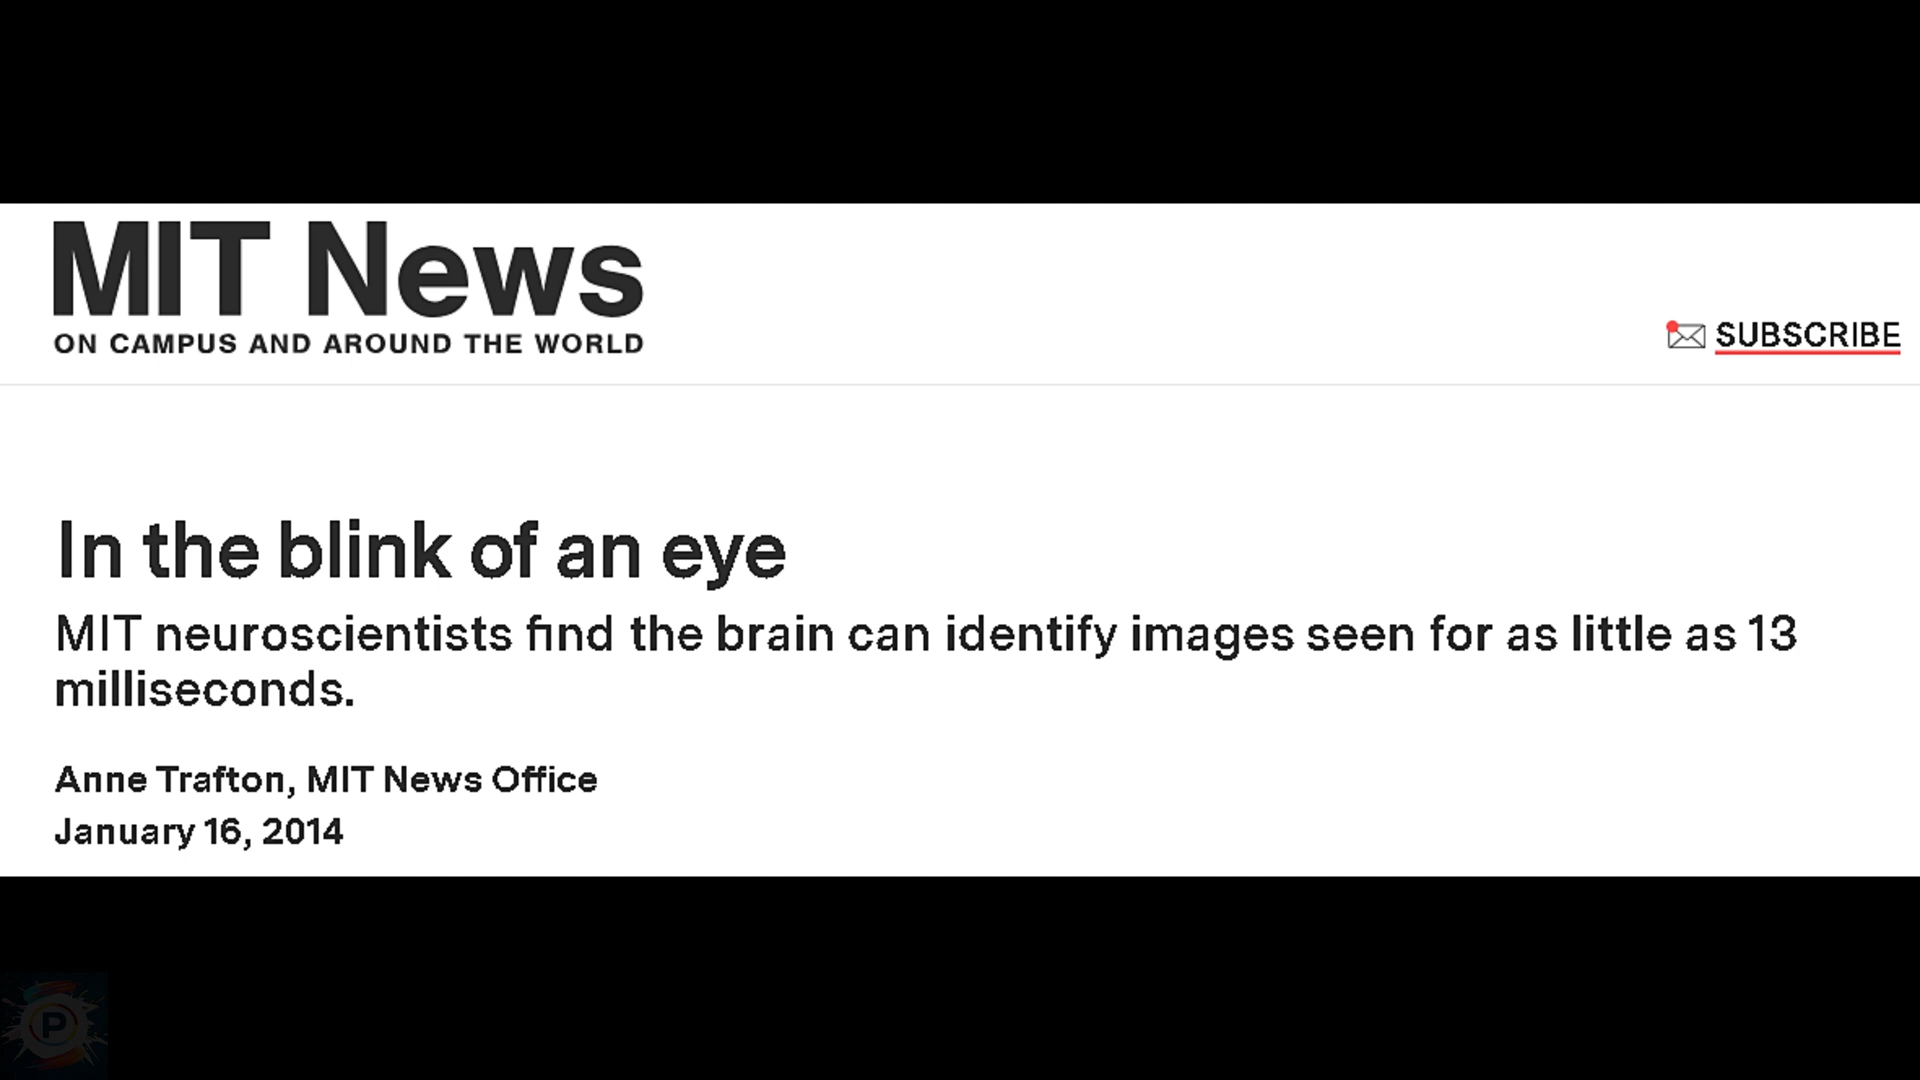 MIT News
ON CAMPUS AND AROUND THE WORLD
SUBSCRIBE
In the blink of an eye
MIT neuroscientists find the brain can identify images seen for as little as 13
milliseconds.
Anne Trafton, MIT News Office
January 16, 2014
P